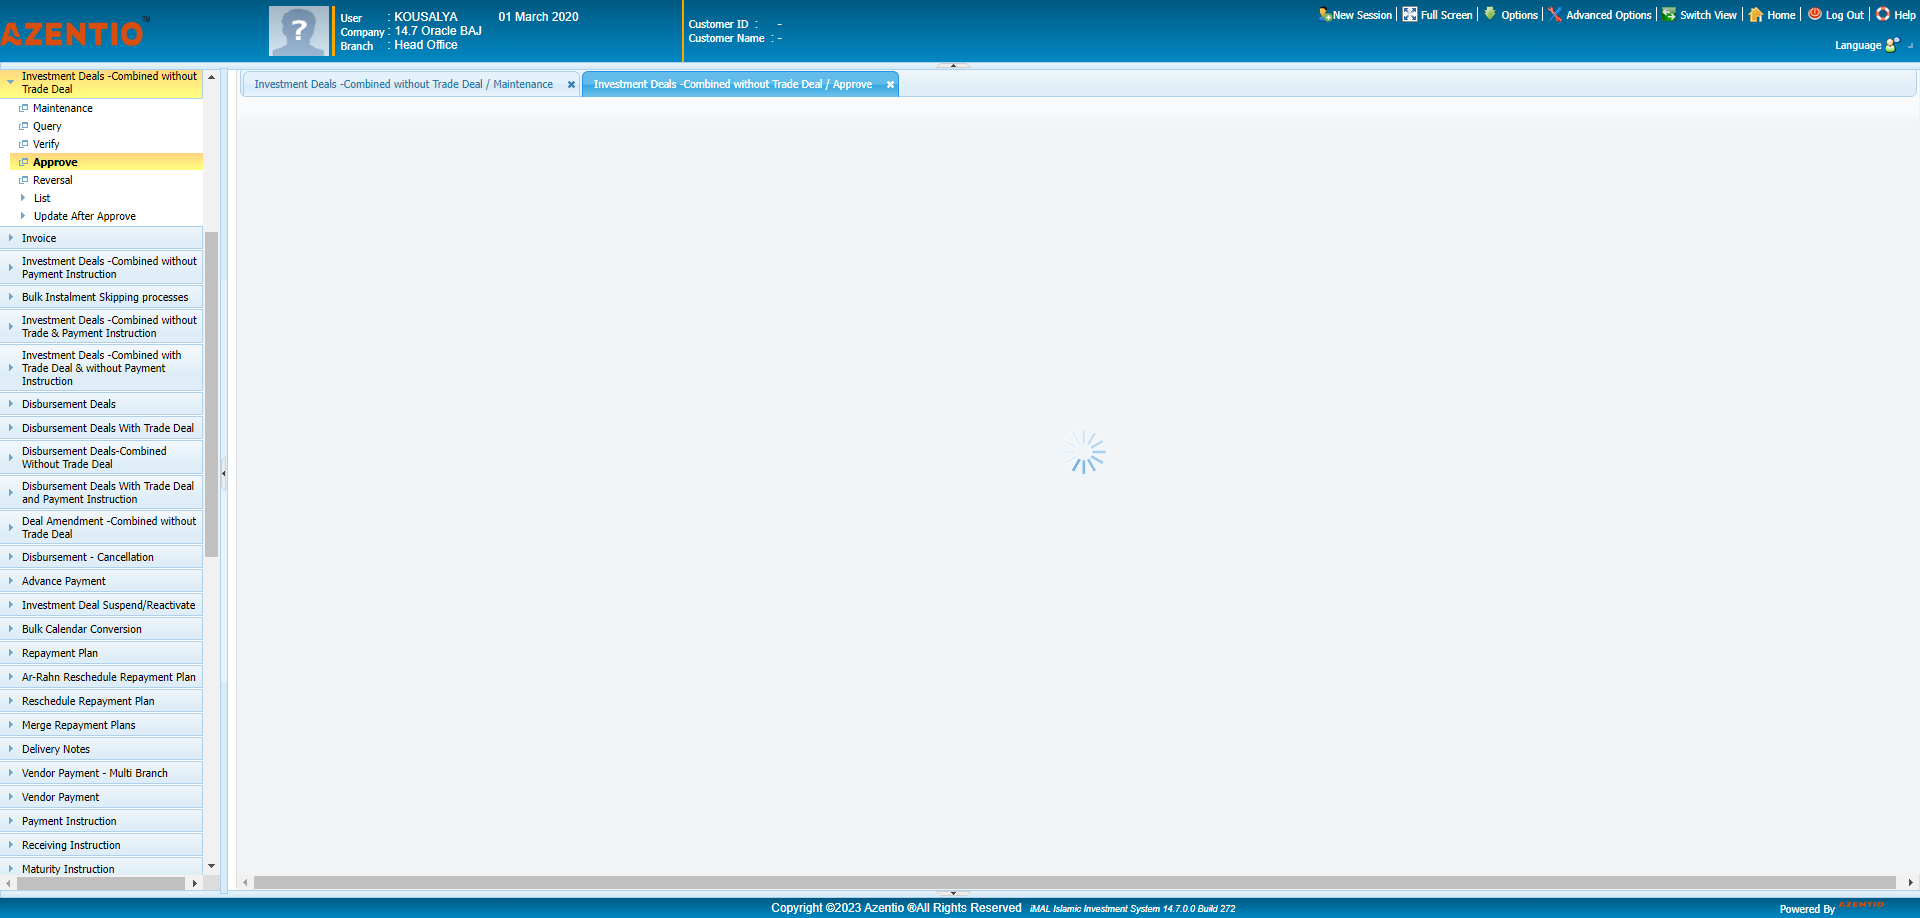 AZENTIO™
User : KOUSALYA 01 March 2020
Company : 14.7 Oracle BAJ
Branch : Head Office
Customer ID : -
Customer Name : -
New Session Full Screen Options Advanced Options Switch View Home Log Out Help
Language
Investment Deals -Combined without Trade Deal / Maintenance
Investment Deals -Combined without Trade Deal / Approve
Investment Deals -Combined without
Trade Deal
Maintenance
Query
Verify
Approve
Reversal
List
Update After Approve
Invoice
Investment Deals -Combined without
Payment Instruction
Bulk Instalment Skipping processes
Investment Deals -Combined without
Trade & Payment Instruction
Investment Deals -Combined with
Trade Deal & without Payment
Instruction
Disbursement Deals
Disbursement Deals With Trade Deal
Disbursement Deals-Combined
Without Trade Deal
Disbursement Deals With Trade Deal
and Payment Instruction
Deal Amendment -Combined without
Trade Deal
Disbursement - Cancellation
Advance Payment
Investment Deal Suspend/Reactivate
Bulk Calendar Conversion
Repayment Plan
Ar-Rahn Reschedule Repayment Plan
Reschedule Repayment Plan
Merge Repayment Plans
Delivery Notes
Vendor Payment - Multi Branch
Vendor Payment
Payment Instruction
Receiving Instruction
Maturity Instruction
Copyright ©2023 Azentio ®All Rights Reserved iMAL Islamic Investment System 14.7.0.0 Build 272
Powered By AZENTIO